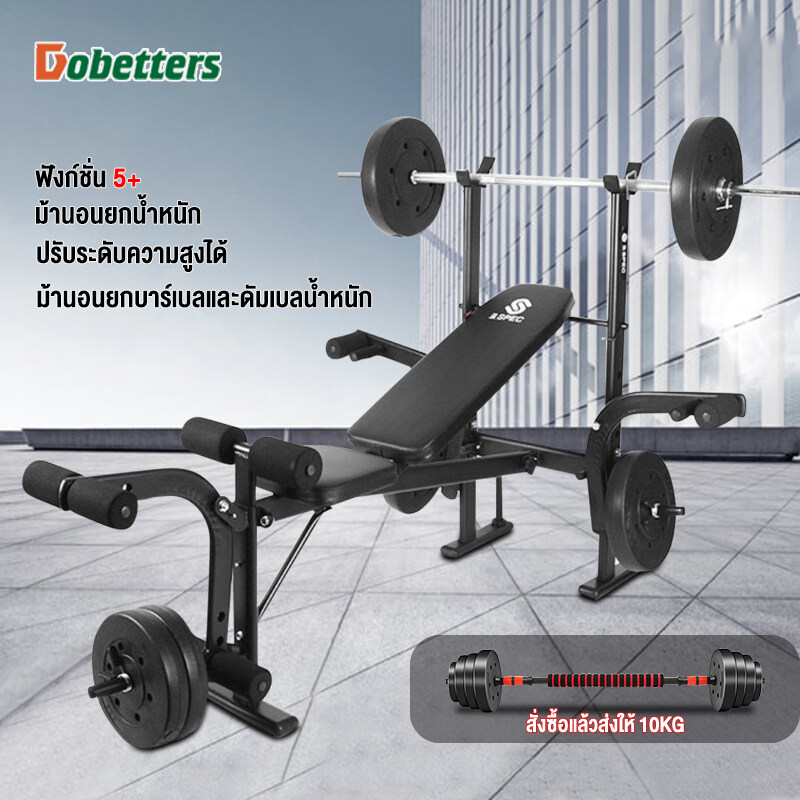 Gobetters
ฟังก์ชั่น 5+
ม้านอนยกน้ำหนัก
ปรับระดับความสูงได้
ม้านอนยกบาร์เบลและดัมเบลน้ำหนัก
SPEC
SPEC
สั่งซื้อแล้วส่งให้ 10KG